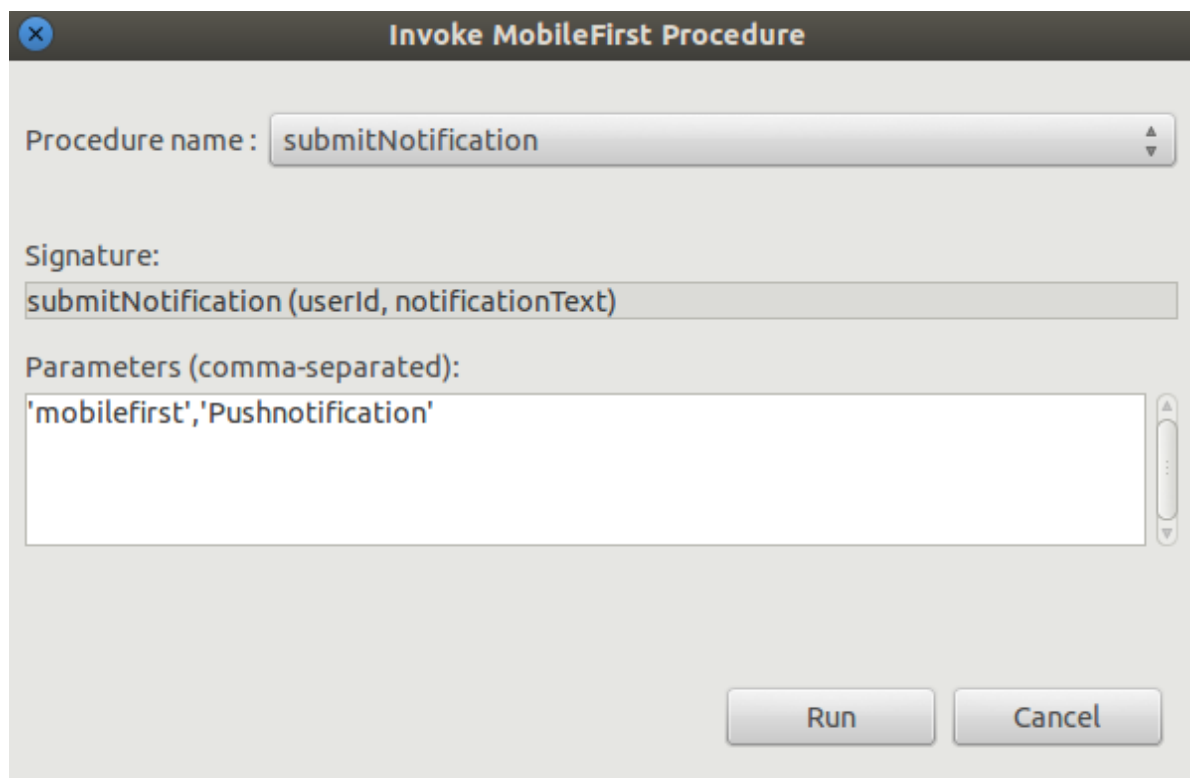 Invoke MobileFirst Procedure
Procedure name : submitNotification
Signature:
submitNotification (userId, notificationText)
Parameters (comma-separated):
'mobilefirst','Pushnotification'
Run Cancel